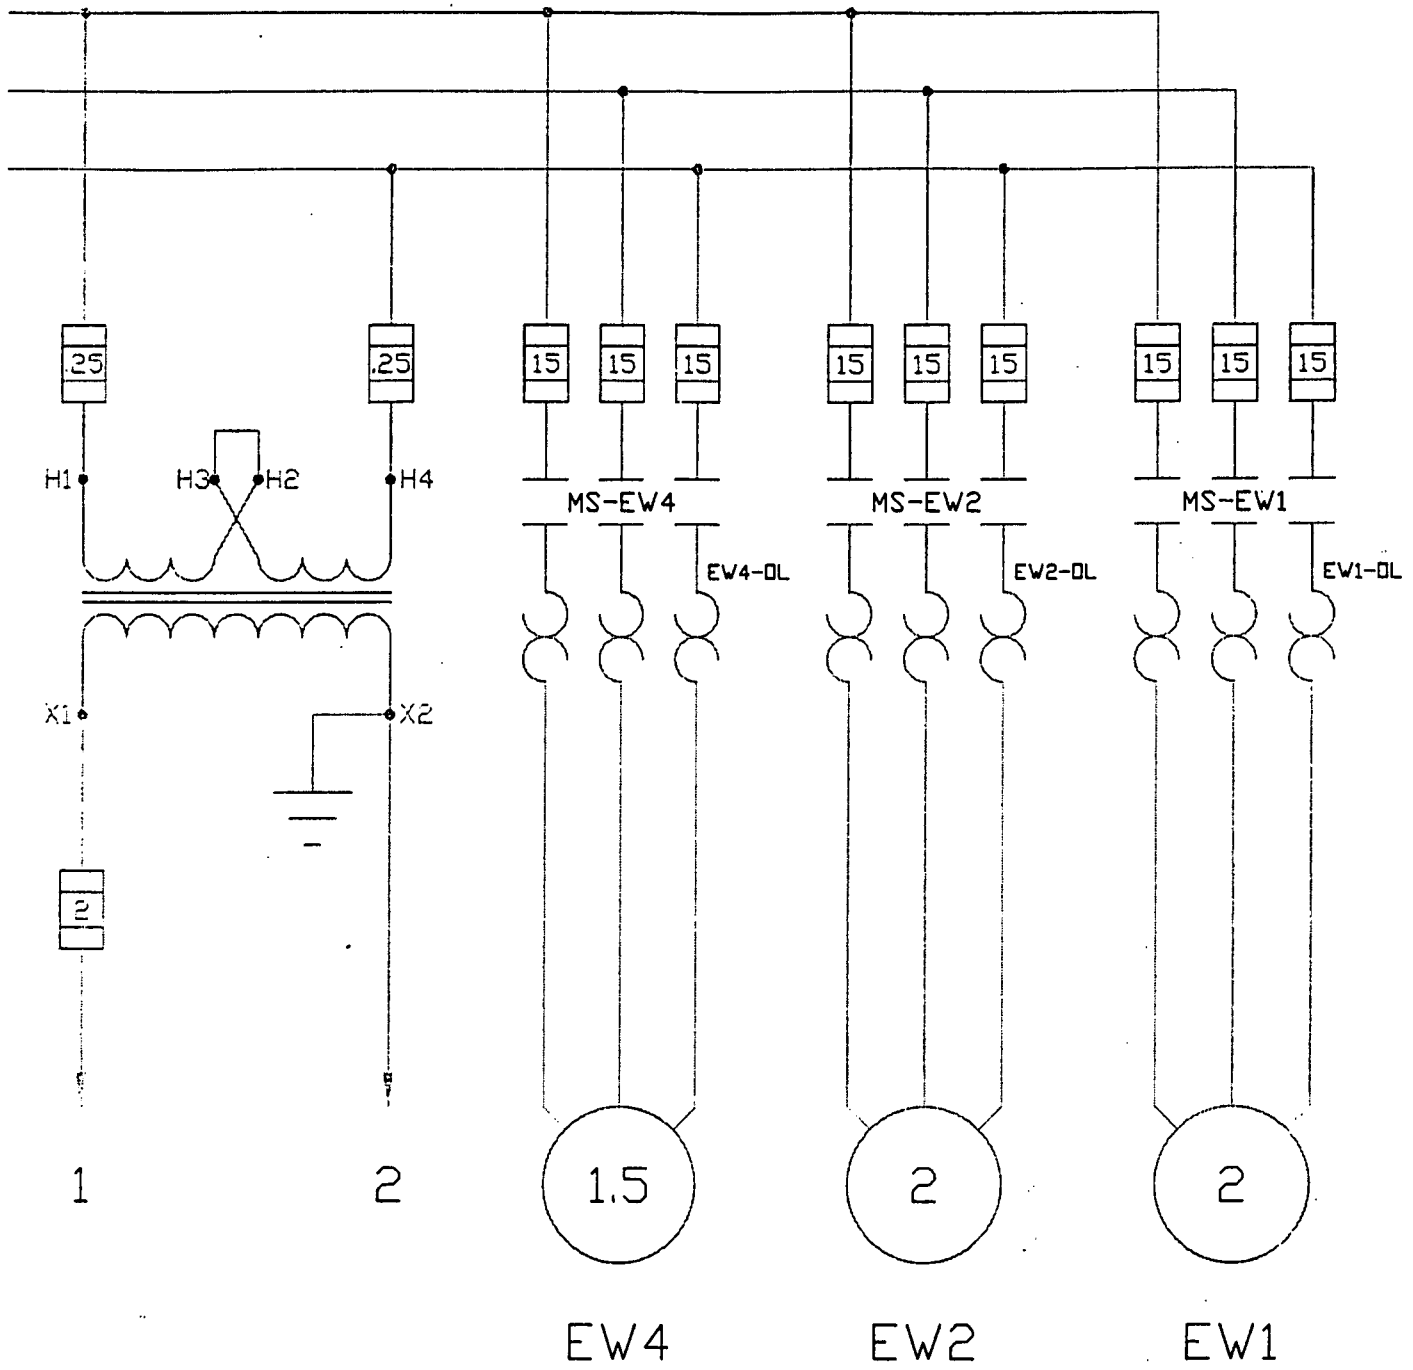 .25 .25 15 15 15 15 15 15 15 15 15
H1 H3 H2 H4
MS-EW4 MS-EW2 MS-EW1
EW4-OL EW2-OL EW1-OL
X1 X2
2
1 2 1.5 2 2
EW4 EW2 EW1